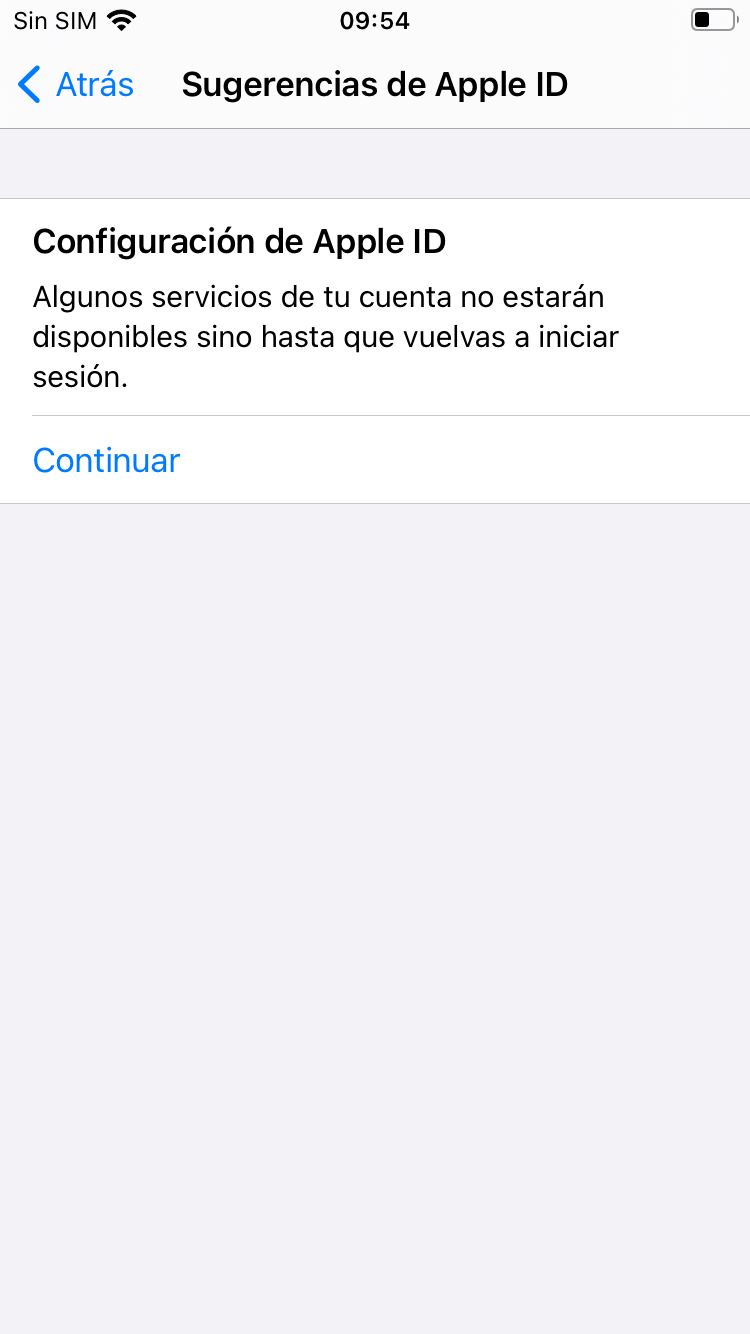 Sin SIM 09:54
Atrás Sugerencias de Apple ID
Configuración de Apple ID
Algunos servicios de tu cuenta no estarán
disponibles sino hasta que vuelvas a iniciar
sesión.
Continuar